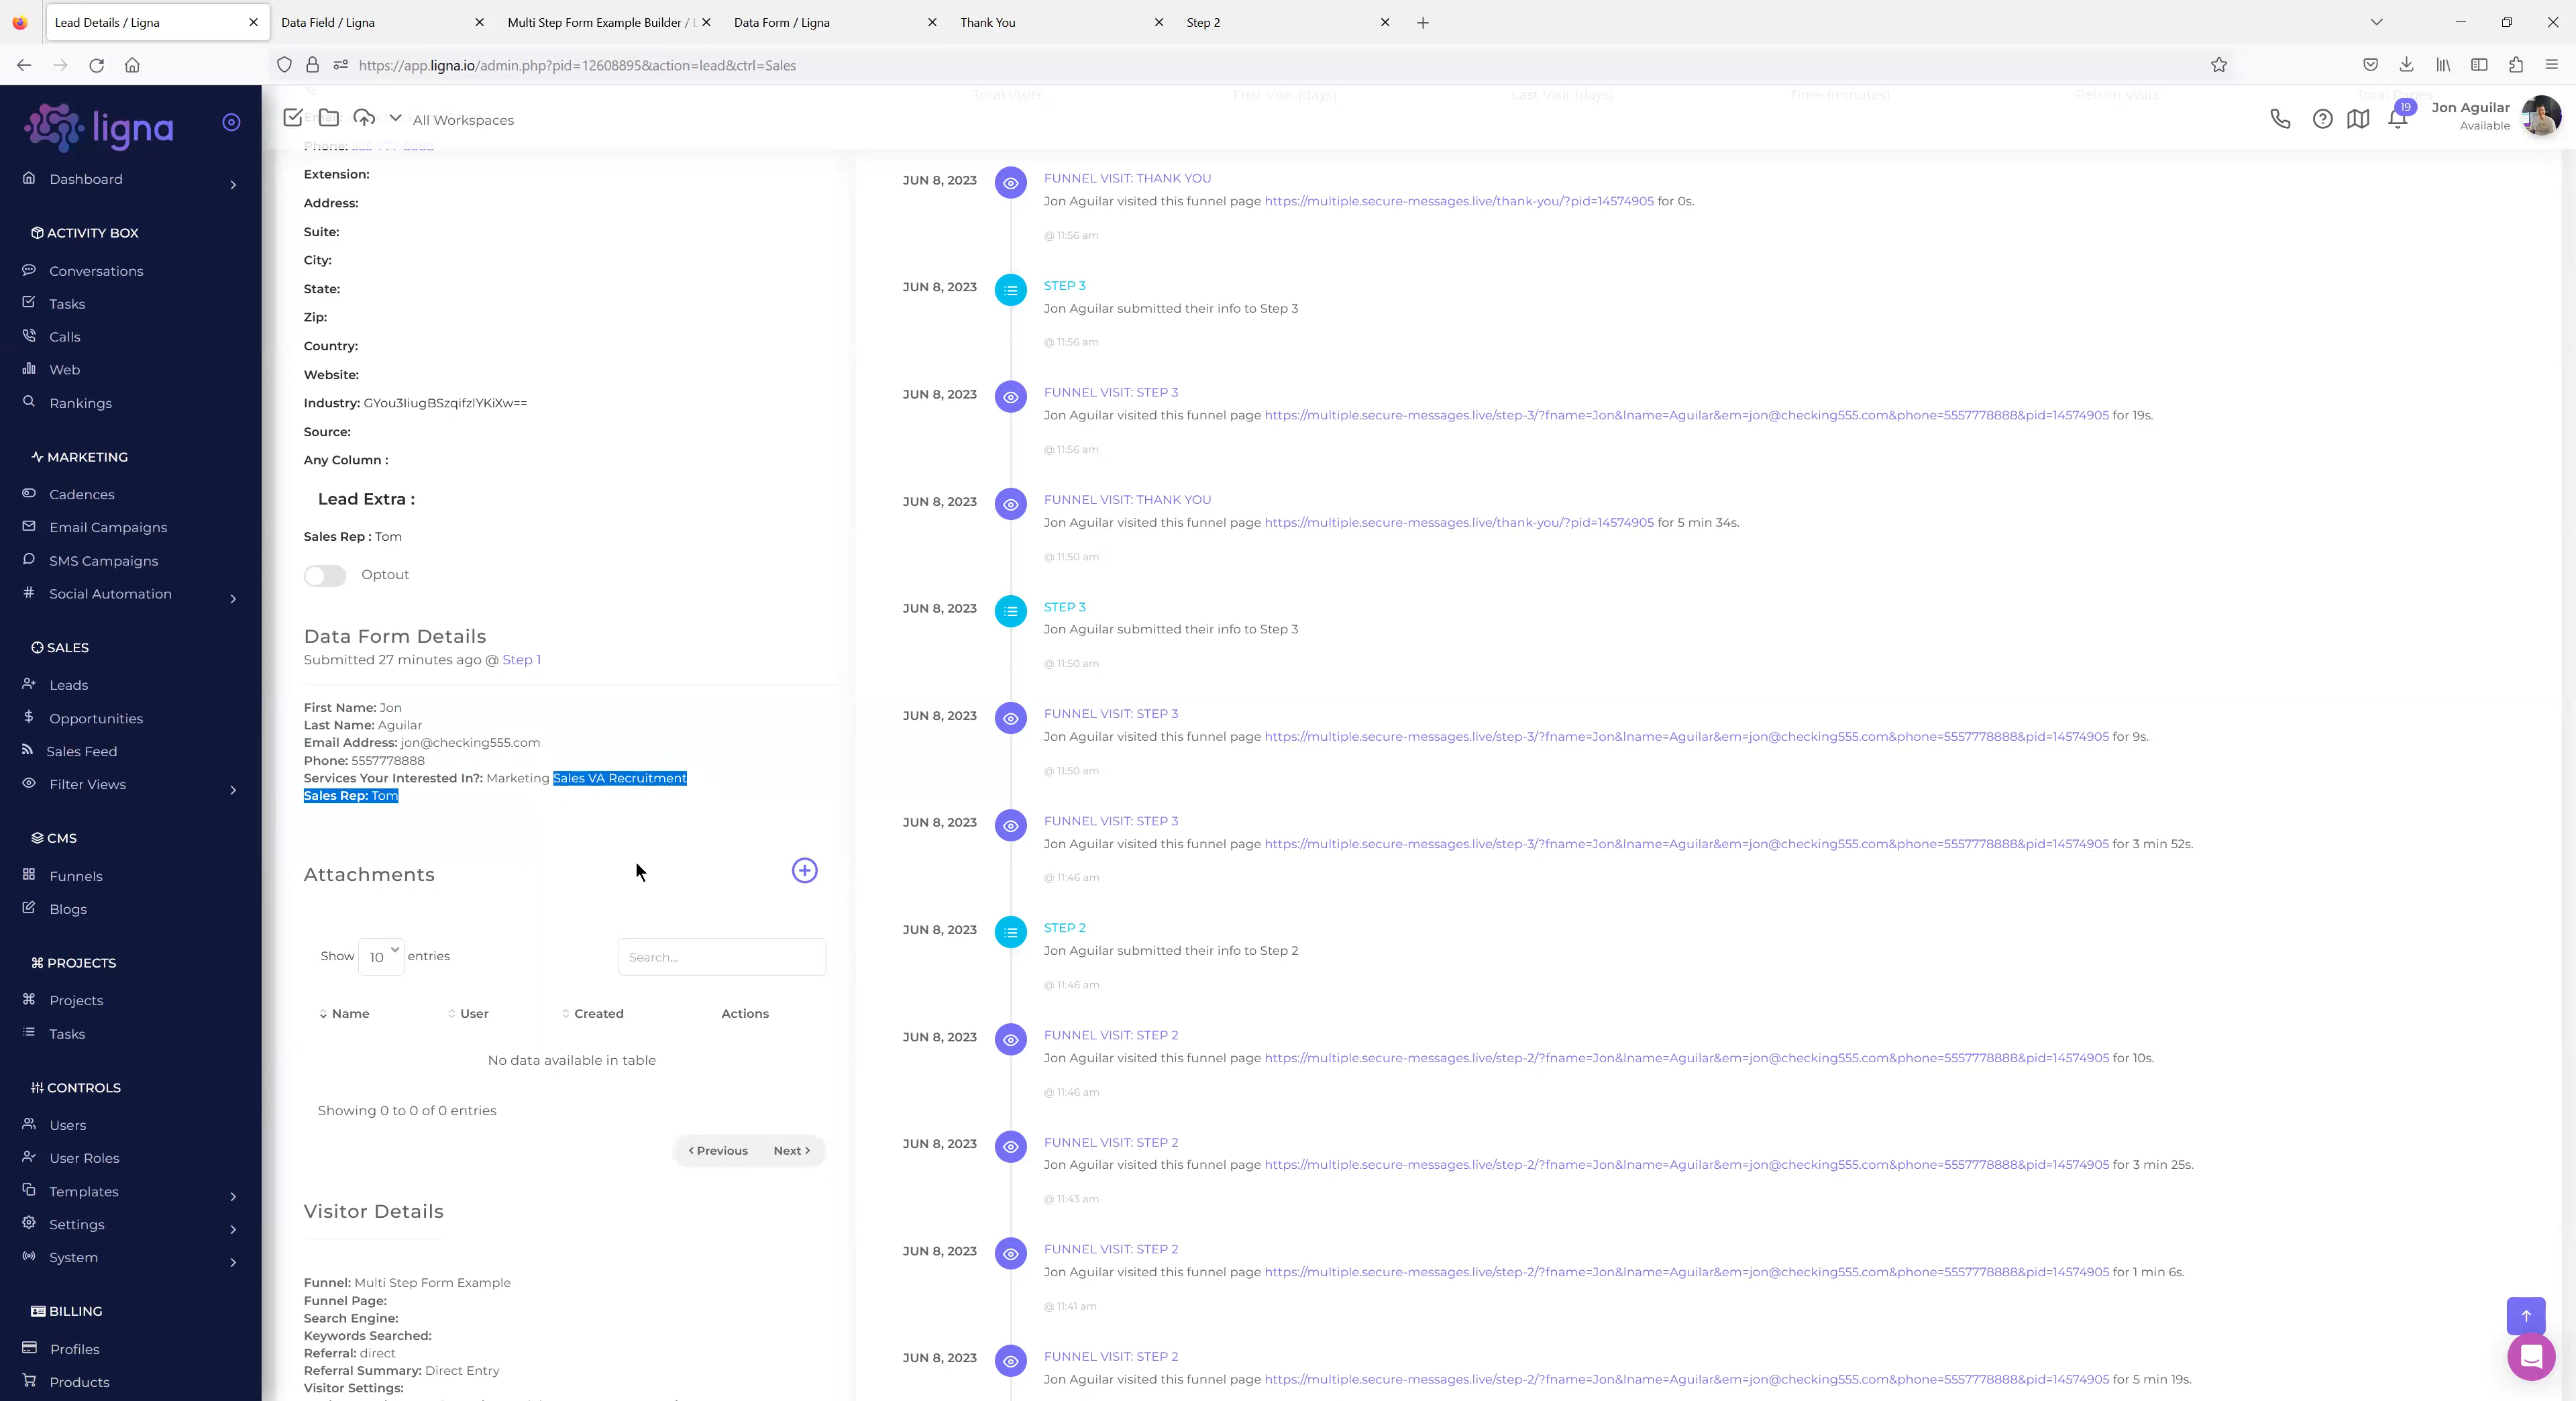 Lead Details / Ligna
Data Field / Ligna
Multi Step Form Example Builder / L
Data Form / Ligna
Thank You
Step 2
https://app.ligna.io/admin.php?pid=12608895&action=lead&ctrl=Sales
ligna
All Workspaces
19
Jon Aguilar
Available
Total Visits
First Visit (days)
Last Visit (days)
Time (minutes)
Return Visits
Total Pages
Dashboard
ACTIVITY BOX
Conversations
Tasks
Calls
Web
Rankings
MARKETING
Cadences
Email Campaigns
SMS Campaigns
Social Automation
SALES
Leads
Opportunities
Sales Feed
Filter Views
CMS
Funnels
Blogs
PROJECTS
Projects
Tasks
CONTROLS
Users
User Roles
Templates
Settings
System
BILLING
Profiles
Products
Email:
Phone: 555-777-8888
Extension:
Address:
Suite:
City:
State:
Zip:
Country:
Website:
Industry: GYou3IiugBSzqifzlYKiXw==
Source:
Any Column :
Lead Extra :
Sales Rep : Tom
Optout
Data Form Details
Submitted 27 minutes ago @ Step 1
First Name: Jon
Last Name: Aguilar
Email Address: jon@checking555.com
Phone: 5557778888
Services Your Interested In?: Marketing Sales VA Recruitment
Sales Rep: Tom
Attachments
Show 10 entries
Search...
Name User Created Actions
No data available in table
Showing 0 to 0 of 0 entries
Previous Next
Visitor Details
Funnel: Multi Step Form Example
Funnel Page:
Search Engine:
Keywords Searched:
Referral: direct
Referral Summary: Direct Entry
Visitor Settings:
JUN 8, 2023
FUNNEL VISIT: THANK YOU
Jon Aguilar visited this funnel page https://multiple.secure-messages.live/thank-you/?pid=14574905 for 0s.
@ 11:56 am
JUN 8, 2023
STEP 3
Jon Aguilar submitted their info to Step 3
@ 11:56 am
JUN 8, 2023
FUNNEL VISIT: STEP 3
Jon Aguilar visited this funnel page https://multiple.secure-messages.live/step-3/?fname=Jon&lname=Aguilar&em=jon@checking555.com&phone=5557778888&pid=14574905 for 19s.
@ 11:56 am
JUN 8, 2023
FUNNEL VISIT: THANK YOU
Jon Aguilar visited this funnel page https://multiple.secure-messages.live/thank-you/?pid=14574905 for 5 min 34s.
@ 11:50 am
JUN 8, 2023
STEP 3
Jon Aguilar submitted their info to Step 3
@ 11:50 am
JUN 8, 2023
FUNNEL VISIT: STEP 3
Jon Aguilar visited this funnel page https://multiple.secure-messages.live/step-3/?fname=Jon&lname=Aguilar&em=jon@checking555.com&phone=5557778888&pid=14574905 for 9s.
@ 11:50 am
JUN 8, 2023
FUNNEL VISIT: STEP 3
Jon Aguilar visited this funnel page https://multiple.secure-messages.live/step-3/?fname=Jon&lname=Aguilar&em=jon@checking555.com&phone=5557778888&pid=14574905 for 3 min 52s.
@ 11:46 am
JUN 8, 2023
STEP 2
Jon Aguilar submitted their info to Step 2
@ 11:46 am
JUN 8, 2023
FUNNEL VISIT: STEP 2
Jon Aguilar visited this funnel page https://multiple.secure-messages.live/step-2/?fname=Jon&lname=Aguilar&em=jon@checking555.com&phone=5557778888&pid=14574905 for 10s.
@ 11:46 am
JUN 8, 2023
FUNNEL VISIT: STEP 2
Jon Aguilar visited this funnel page https://multiple.secure-messages.live/step-2/?fname=Jon&lname=Aguilar&em=jon@checking555.com&phone=5557778888&pid=14574905 for 3 min 25s.
@ 11:43 am
JUN 8, 2023
FUNNEL VISIT: STEP 2
Jon Aguilar visited this funnel page https://multiple.secure-messages.live/step-2/?fname=Jon&lname=Aguilar&em=jon@checking555.com&phone=5557778888&pid=14574905 for 1 min 6s.
@ 11:41 am
JUN 8, 2023
FUNNEL VISIT: STEP 2
Jon Aguilar visited this funnel page https://multiple.secure-messages.live/step-2/?fname=Jon&lname=Aguilar&em=jon@checking555.com&phone=5557778888&pid=14574905 for 5 min 19s.